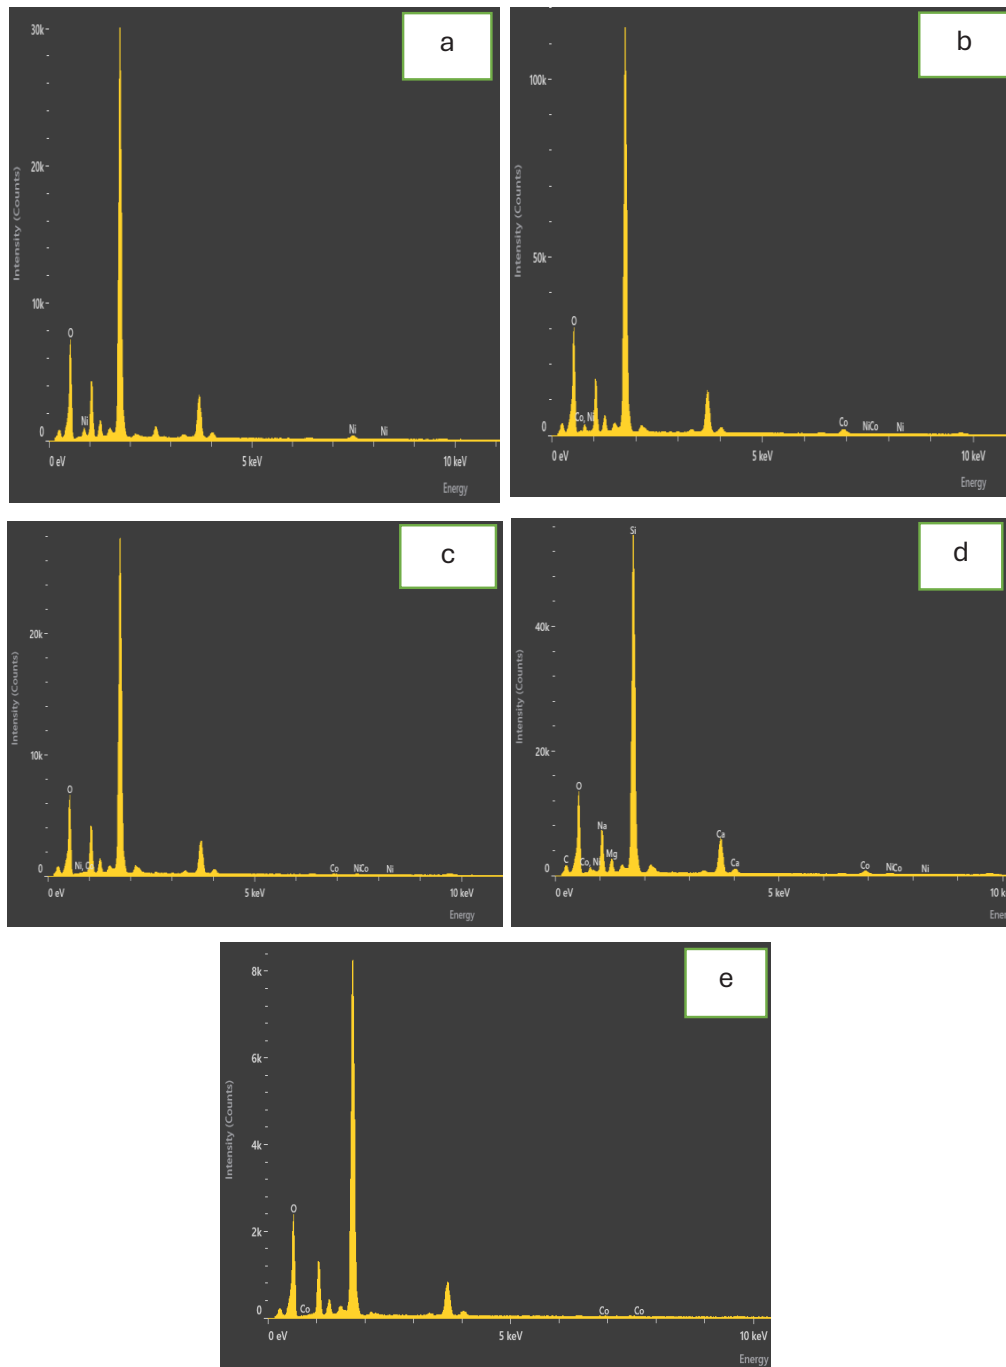 a
30k
20k
10k
0
Intensity (Counts)
O
Ni
Ni
Ni
0 eV
5 keV
10 keV
Energy
b
100k
50k
0
Intensity (Counts)
O
Co, Ni
Co
NiCo
Ni
0 eV
5 keV
10 keV
Energy
c
20k
10k
0
Intensity (Counts)
O
Ni,
Co
NiCo
Ni
0 eV
5 keV
10 keV
Energy
d
40k
20k
0
Intensity (Counts)
Si
O
Na
C
Co, Ni
Mg
Ca
Ca
Co
NiCo
Ni
0 eV
5 keV
10 ke
Ener
e
8k
6k
4k
2k
0
Intensity (Counts)
O
Co
Co
Co
0 eV
5 keV
10 keV
Energy